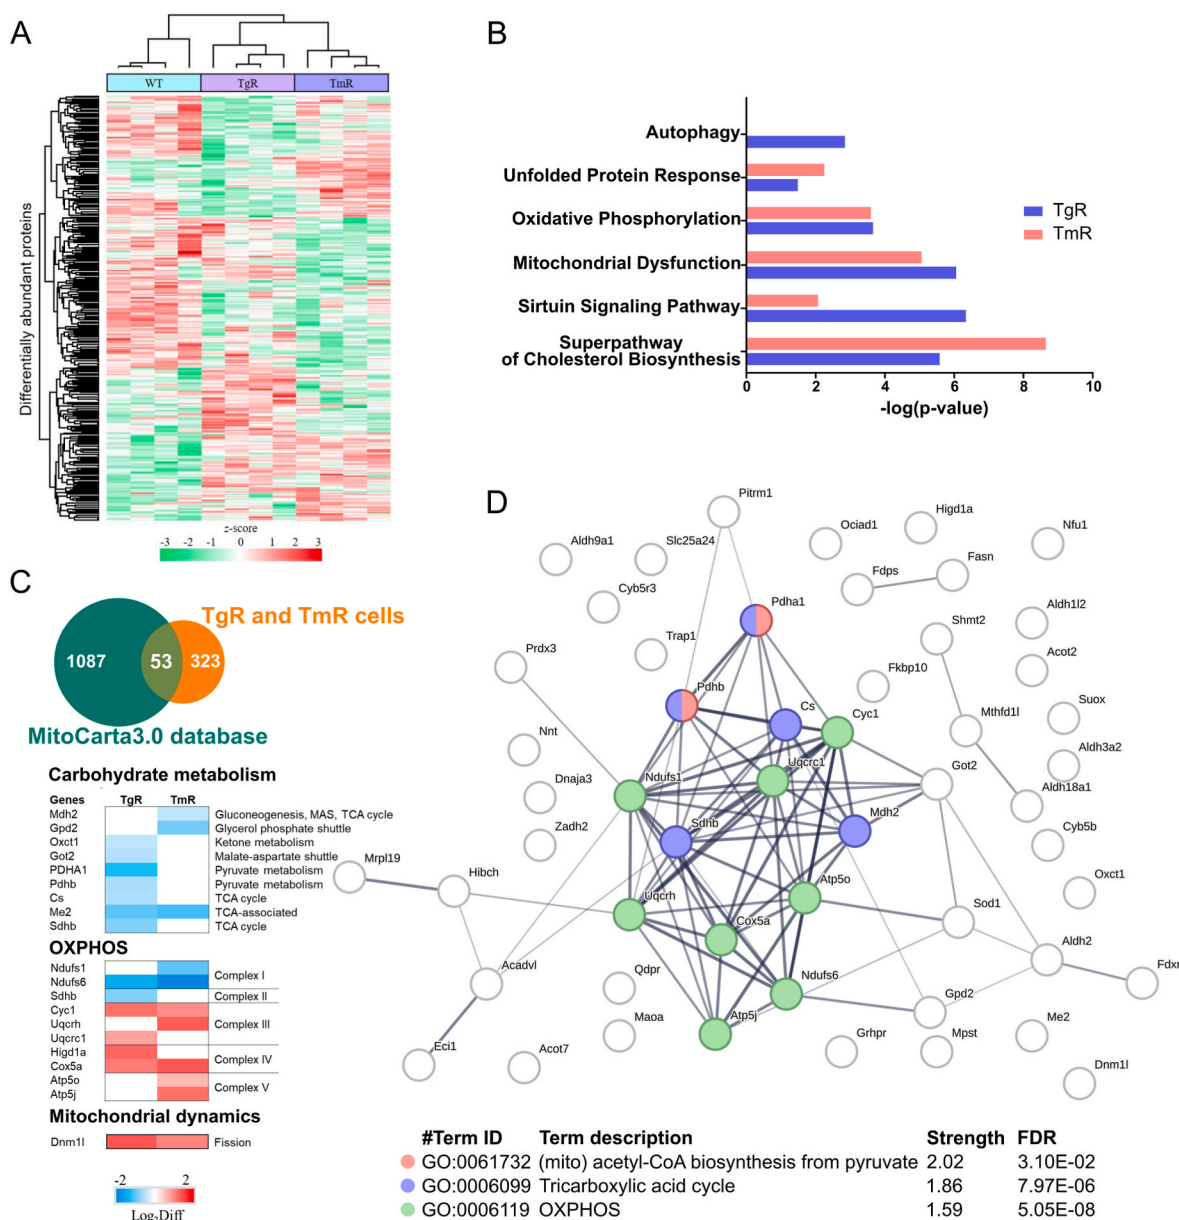 A
WT TgR TmR
Differentially abundant proteins
z-score
-3 -2 -1 0 1 2 3
B
Autophagy
Unfolded Protein Response
Oxidative Phosphorylation
Mitochondrial Dysfunction
Sirtuin Signaling Pathway
Superpathway
of Cholesterol Biosynthesis
0 2 4 6 8 10
-log(p-value)
TgR
TmR
C
TgR and TmR cells
1087 53 323
MitoCarta3.0 database
Carbohydrate metabolism
Genes TgR TmR
Mdh2 Gluconeogenesis, MAS, TCA cycle
Gpd2 Glycerol phosphate shuttle
Oxct1 Ketone metabolism
Got2 Malate-aspartate shuttle
PDHA1 Pyruvate metabolism
Pdhb Pyruvate metabolism
Cs TCA cycle
Me2 TCA-associated
Sdhb TCA cycle
OXPHOS
Ndufs1
Ndufs6
Complex I
Sdhb Complex II
Cyc1
Uqcrh
Uqcrc1
Complex III
Higd1a
Cox5a
Complex IV
Atp5o
Atp5j
Complex V
Mitochondrial dynamics
Dnm1l Fission
-2 0 2
Log2Diff
D
Pitrm1
Higd1a
Ociad1
Nfu1
Slc25a24
Aldh9a1
Fasn
Fdps
Cyb5r3
Pdha1
Aldh1l2
Shmt2
Trap1
Acot2
Prdx3
Fkbp10
Pdhb
Cs
Cyc1
Suox
Mthfd1l
Nnt
Aldh3a2
Uqcrc1
Got2
Ndufs1
Dnaja3
Aldh18a1
Sdhb
Mdh2
Zadh2
Cyb5b
Mrpl19
Hibch
Atp5o
Oxct1
Uqcrh
Sod1
Cox5a
Aldh2
Acadvl
Qdpr
Ndufs6
Fdxr
Gpd2
Atp5j
Maoa
Eci1
Acot7
Grhpr
Mpst
Me2
Dnm1l
#Term ID Term description Strength FDR
GO:0061732 (mito) acetyl-CoA biosynthesis from pyruvate 2.02 3.10E-02
GO:0006099 Tricarboxylic acid cycle 1.86 7.97E-06
GO:0006119 OXPHOS 1.59 5.05E-08